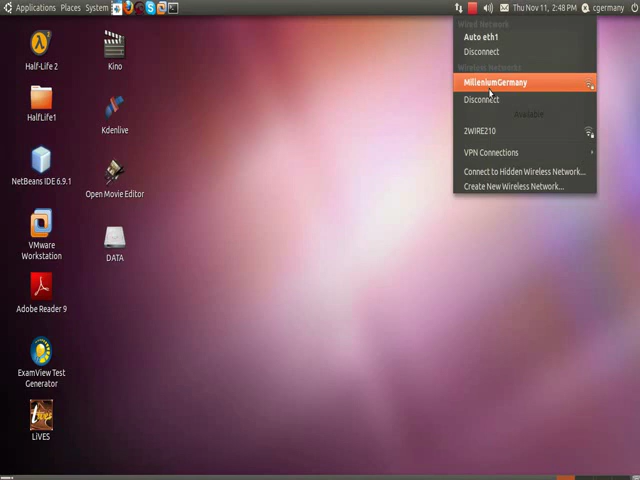 Applications Places System
Thu Nov 11, 2:48 PM cgermany
Wired Network
Auto eth1
Disconnect
Wireless Networks
MilleniumGermany
Disconnect
Available
2WIRE210
VPN Connections
Connect to Hidden Wireless Network...
Create New Wireless Network...
Half-Life 2
Kino
HalfLife1
Kdenlive
NetBeans IDE 6.9.1
Open Movie Editor
VMware
Workstation
DATA
Adobe Reader 9
ExamView Test
Generator
LiVES